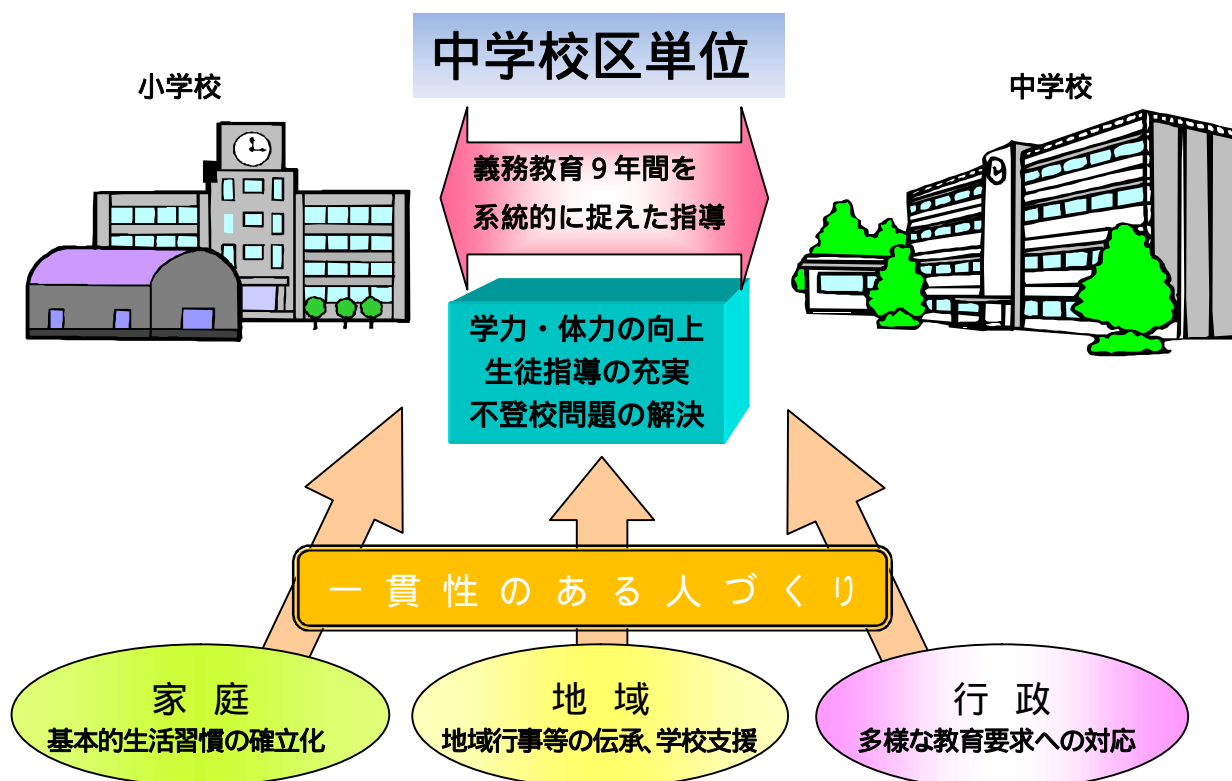 中学校区単位
小学校
中学校
義務教育９年間を
系統的に捉えた指導
学力・体力の向上
生徒指導の充実
不登校問題の解決
一貫性のある人づくり
家庭
基本的生活習慣の確立化
地域
地域行事等の伝承、学校支援
行政
多様な教育要求への対応